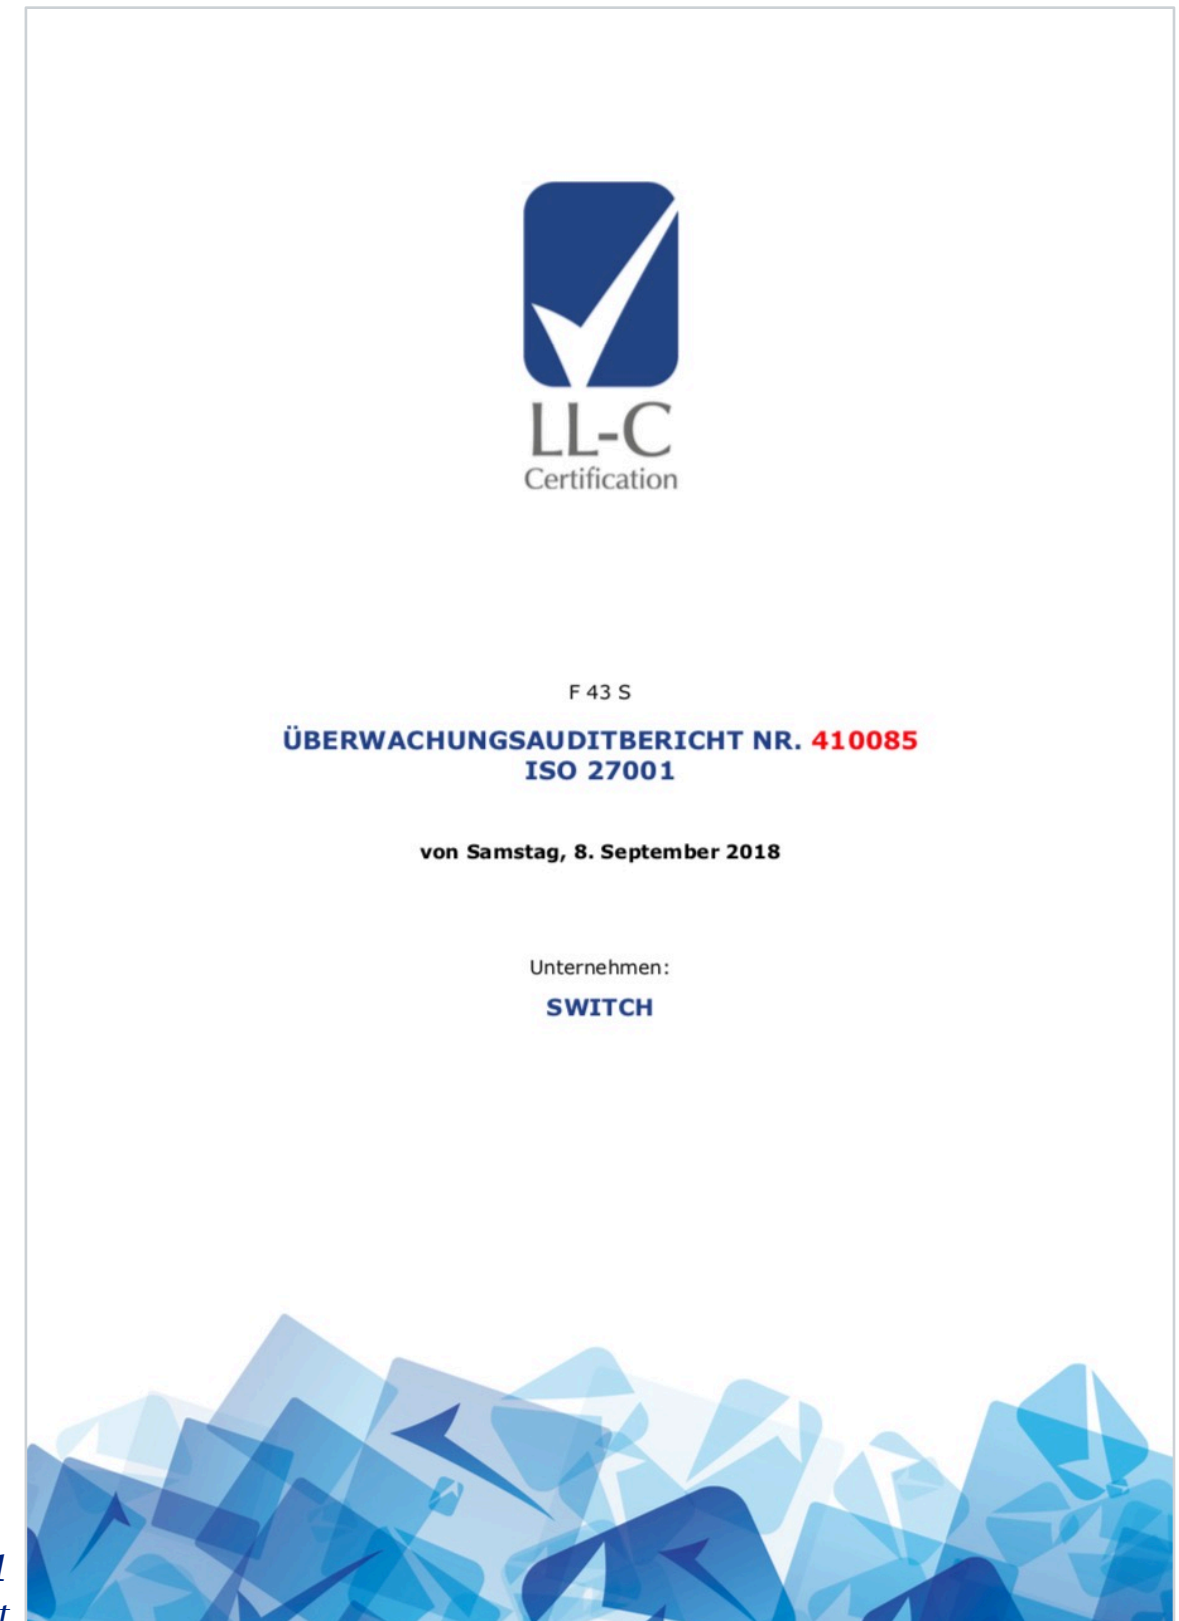 LL-C
Certification
F 43 S
ÜBERWACHUNGSAUDITBERICHT NR. 410085
ISO 27001
von Samstag, 8. September 2018
Unternehmen:
SWITCH